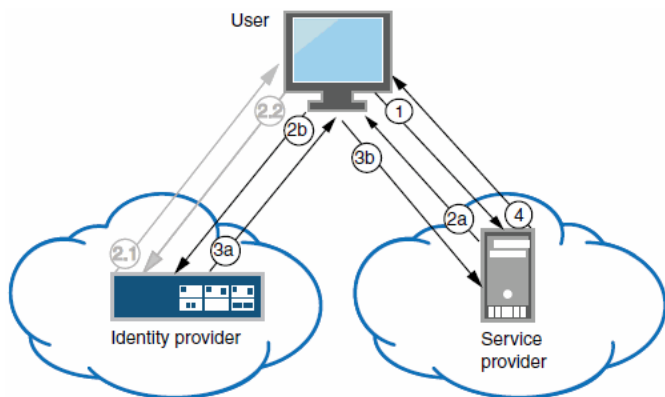 User
2.2
1
2b
3b
2a
4
2.1
3a
Identity provider
Service
provider